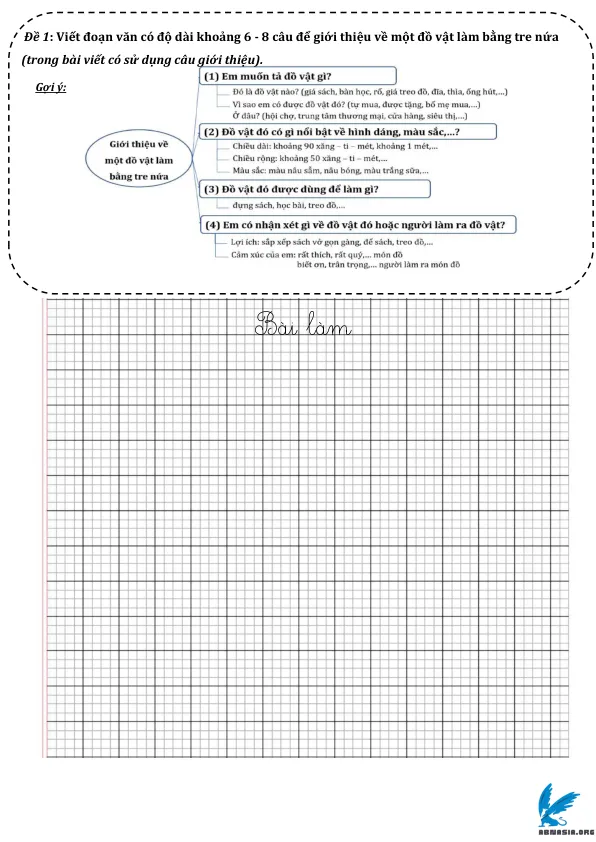 Đề 1: Viết đoạn văn có độ dài khoảng 6 - 8 câu để giới thiệu về một đồ vật làm bằng tre nứa
(trong bài viết có sử dụng câu giới thiệu).
Gợi ý:
Giới thiệu về
một đồ vật làm
bằng tre nứa
(1) Em muốn tả đồ vật gì?
Đó là đồ vật nào? (giá sách, bàn học, rổ, giá treo đồ, đĩa, thìa, ống hút,...)
Vì sao em có được đồ vật đó? (tự mua, được tặng, bố mẹ mua,...)
Ở đâu? (hội chợ, trung tâm thương mại, cửa hàng, siêu thị,...)
(2) Đồ vật đó có gì nổi bật về hình dáng, màu sắc,...?
Chiều dài: khoảng 90 xăng – ti – mét, khoảng 1 mét,...
Chiều rộng: khoảng 50 xăng – ti – mét,...
Màu sắc: màu nâu sẫm, nâu bóng, màu trắng sữa,...
(3) Đồ vật đó được dùng để làm gì?
đựng sách, học bài, treo đồ,...
(4) Em có nhận xét gì về đồ vật đó hoặc người làm ra đồ vật?
Lợi ích: sắp xếp sách vở gọn gàng, để sách, treo đồ,...
Cảm xúc của em: rất thích, rất quý,... món đồ
biết ơn, trân trọng,... người làm ra món đồ
Bài làm
ABNASIA.ORG